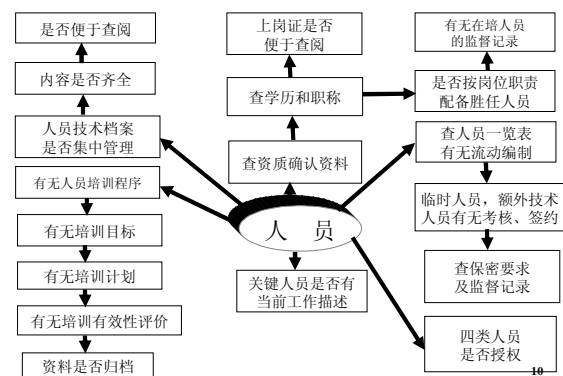 是否便于查阅
内容是否齐全
人员技术档案
是否集中管理
有无人员培训程序
有无培训目标
有无培训计划
有无培训有效性评价
资料是否归档
上岗证是否
便于查阅
查学历和职称
查资质确认资料
人 员
关键人员是否有
当前工作描述
有无在培人员
的监督记录
是否按岗位职责
配备胜任人员
查人员一览表
有无流动编制
临时人员，额外技术
人员有无考核、签约
查保密要求
及监督记录
四类人员
是否授权
10